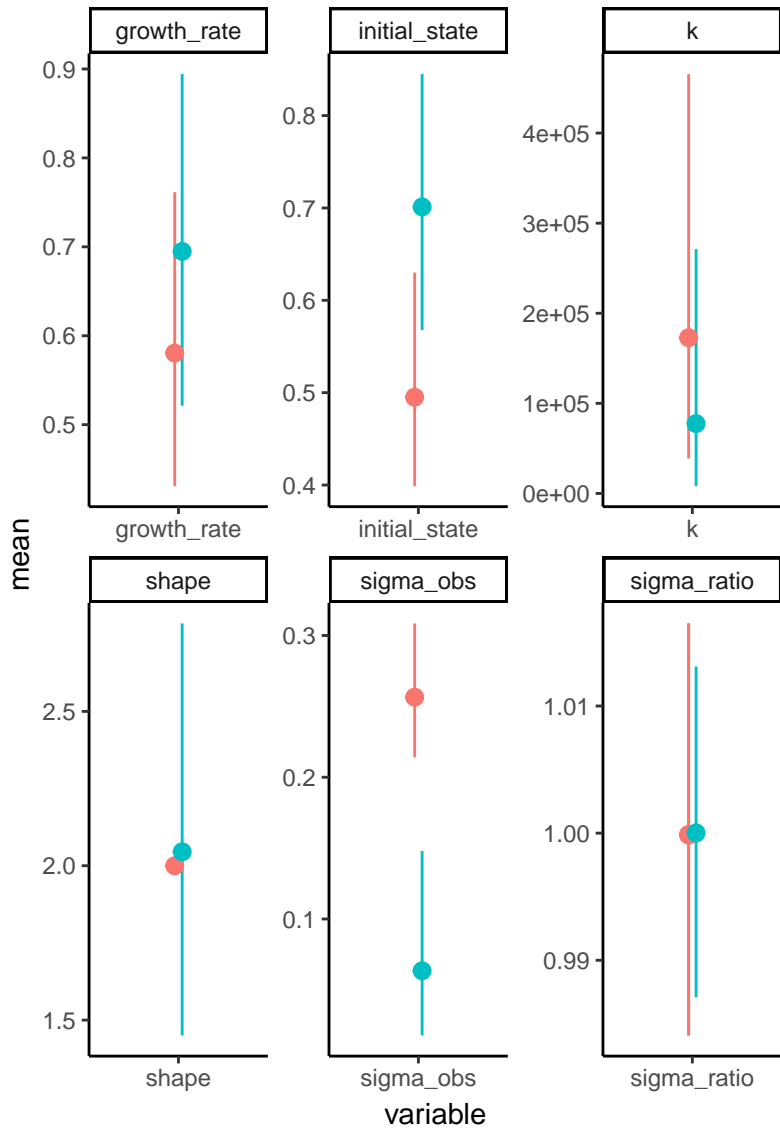 growth_rate
initial_state
k
0.9
0.8
0.7
0.6
0.5
0.8
0.7
0.6
0.5
0.4
4e+05
3e+05
2e+05
1e+05
0e+00
growth_rate
initial_state
k
mean
shape
sigma_obs
sigma_ratio
2.5
2.0
1.5
0.3
0.2
0.1
1.01
1.00
0.99
shape
sigma_obs
sigma_ratio
variable